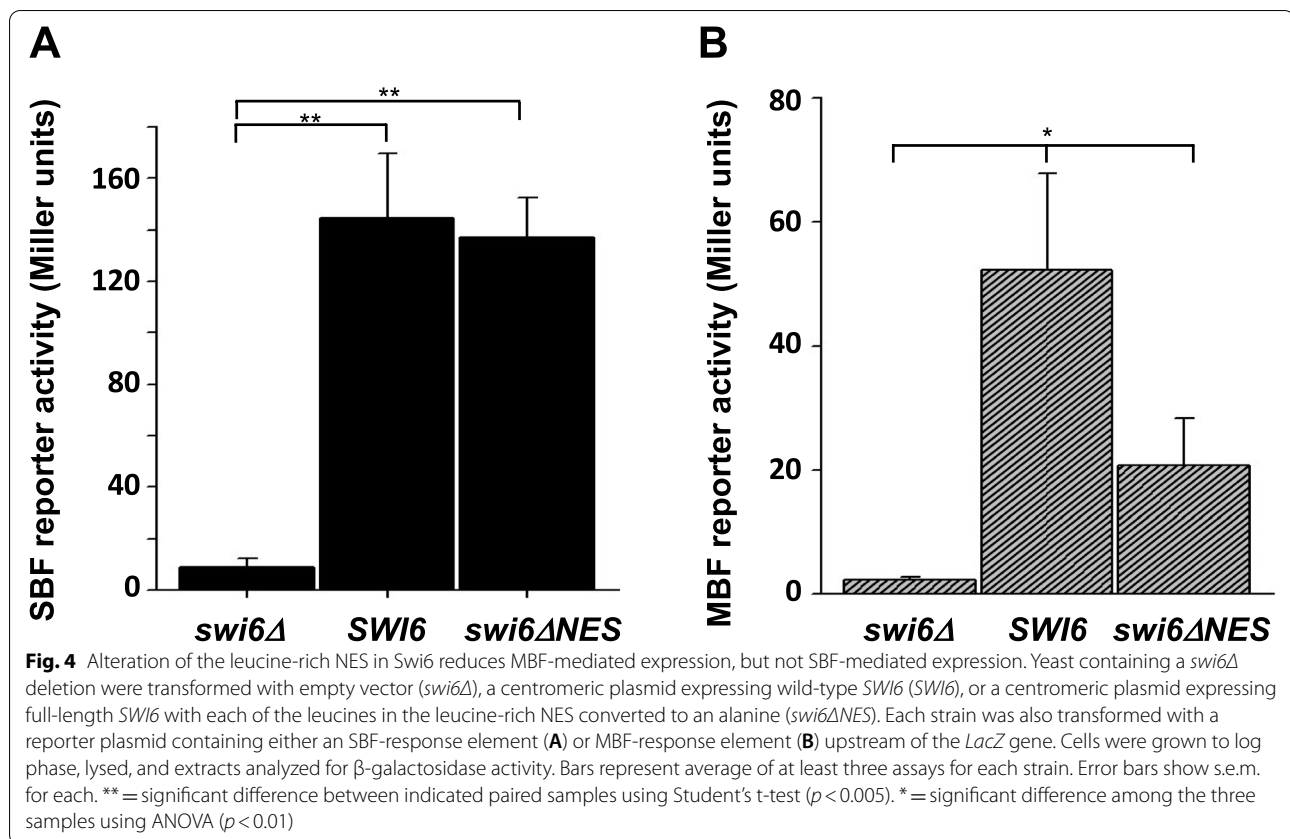 A
SBF reporter activity (Miller units)
160
120
80
40
0
**
**
swi6Δ SWI6 swi6ΔNES
B
MBF reporter activity (Miller units)
80
60
40
20
0
*
swi6Δ SWI6 swi6ΔNES
Fig. 4 Alteration of the leucine-rich NES in Swi6 reduces MBF-mediated expression, but not SBF-mediated expression. Yeast containing a swi6Δ
deletion were transformed with empty vector (swi6Δ), a centromeric plasmid expressing wild-type SWI6 (SWI6), or a centromeric plasmid expressing
full-length SWI6 with each of the leucines in the leucine-rich NES converted to an alanine (swi6ΔNES). Each strain was also transformed with a
reporter plasmid containing either an SBF-response element (A) or MBF-response element (B) upstream of the LacZ gene. Cells were grown to log
phase, lysed, and extracts analyzed for β-galactosidase activity. Bars represent average of at least three assays for each strain. Error bars show s.e.m.
for each. ** = significant difference between indicated paired samples using Student's t-test (p < 0.005). * = significant difference among the three
samples using ANOVA (p < 0.01)